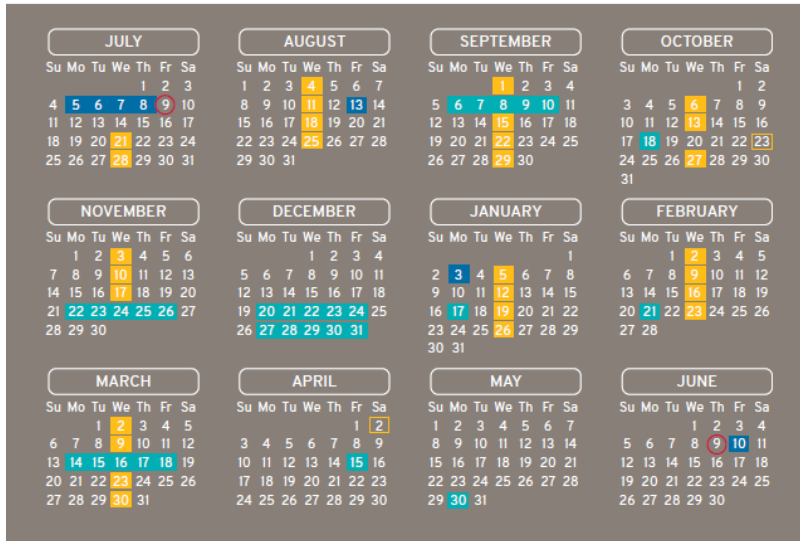 JULY
Su Mo Tu We Th Fr Sa
1 2 3
4 5 6 7 8 9 10
11 12 13 14 15 16 17
18 19 20 21 22 23 24
25 26 27 28 29 30 31
AUGUST
Su Mo Tu We Th Fr Sa
1 2 3 4 5 6 7
8 9 10 11 12 13 14
15 16 17 18 19 20 21
22 23 24 25 26 27 28
29 30 31
SEPTEMBER
Su Mo Tu We Th Fr Sa
1 2 3 4
5 6 7 8 9 10 11
12 13 14 15 16 17 18
19 20 21 22 23 24 25
26 27 28 29 30
OCTOBER
Su Mo Tu We Th Fr Sa
1 2
3 4 5 6 7 8 9
10 11 12 13 14 15 16
17 18 19 20 21 22 23
24 25 26 27 28 29 30
31
NOVEMBER
Su Mo Tu We Th Fr Sa
1 2 3 4 5 6
7 8 9 10 11 12 13
14 15 16 17 18 19 20
21 22 23 24 25 26 27
28 29 30
DECEMBER
Su Mo Tu We Th Fr Sa
1 2 3 4
5 6 7 8 9 10 11
12 13 14 15 16 17 18
19 20 21 22 23 24 25
26 27 28 29 30 31
JANUARY
Su Mo Tu We Th Fr Sa
1
2 3 4 5 6 7 8
9 10 11 12 13 14 15
16 17 18 19 20 21 22
23 24 25 26 27 28 29
30 31
FEBRUARY
Su Mo Tu We Th Fr Sa
1 2 3 4 5
6 7 8 9 10 11 12
13 14 15 16 17 18 19
20 21 22 23 24 25 26
27 28
MARCH
Su Mo Tu We Th Fr Sa
1 2 3 4 5
6 7 8 9 10 11 12
13 14 15 16 17 18 19
20 21 22 23 24 25 26
27 28 29 30 31
APRIL
Su Mo Tu We Th Fr Sa
1 2
3 4 5 6 7 8 9
10 11 12 13 14 15 16
17 18 19 20 21 22 23
24 25 26 27 28 29 30
MAY
Su Mo Tu We Th Fr Sa
1 2 3 4 5 6 7
8 9 10 11 12 13 14
15 16 17 18 19 20 21
22 23 24 25 26 27 28
29 30 31
JUNE
Su Mo Tu We Th Fr Sa
1 2 3 4
5 6 7 8 9 10 11
12 13 14 15 16 17 18
19 20 21 22 23 24 25
26 27 28 29 30